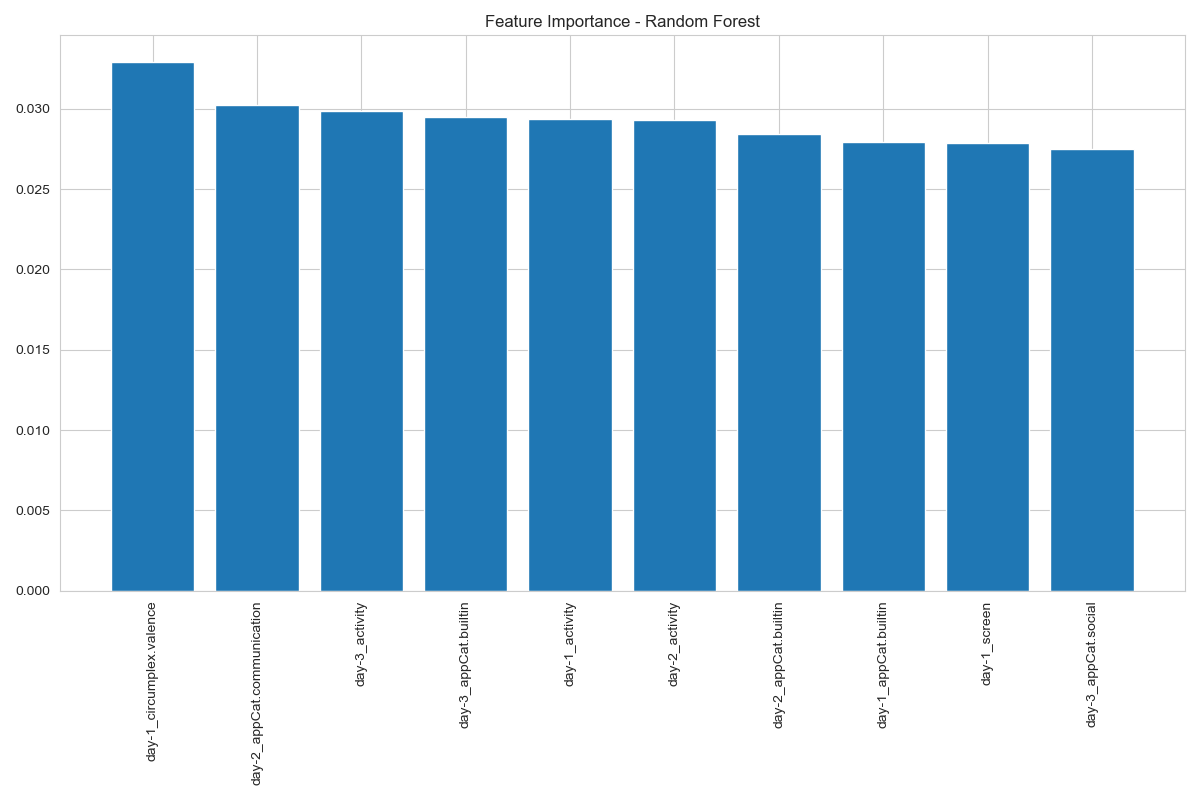 Feature Importance - Random Forest
0.030
0.025
0.020
0.015
0.010
0.005
0.000
day-1_circumplex.valence
day-2_appCat.communication
day-3_activity
day-3_appCat.builtin
day-1_activity
day-2_activity
day-2_appCat.builtin
day-1_appCat.builtin
day-1_screen
day-3_appCat.social